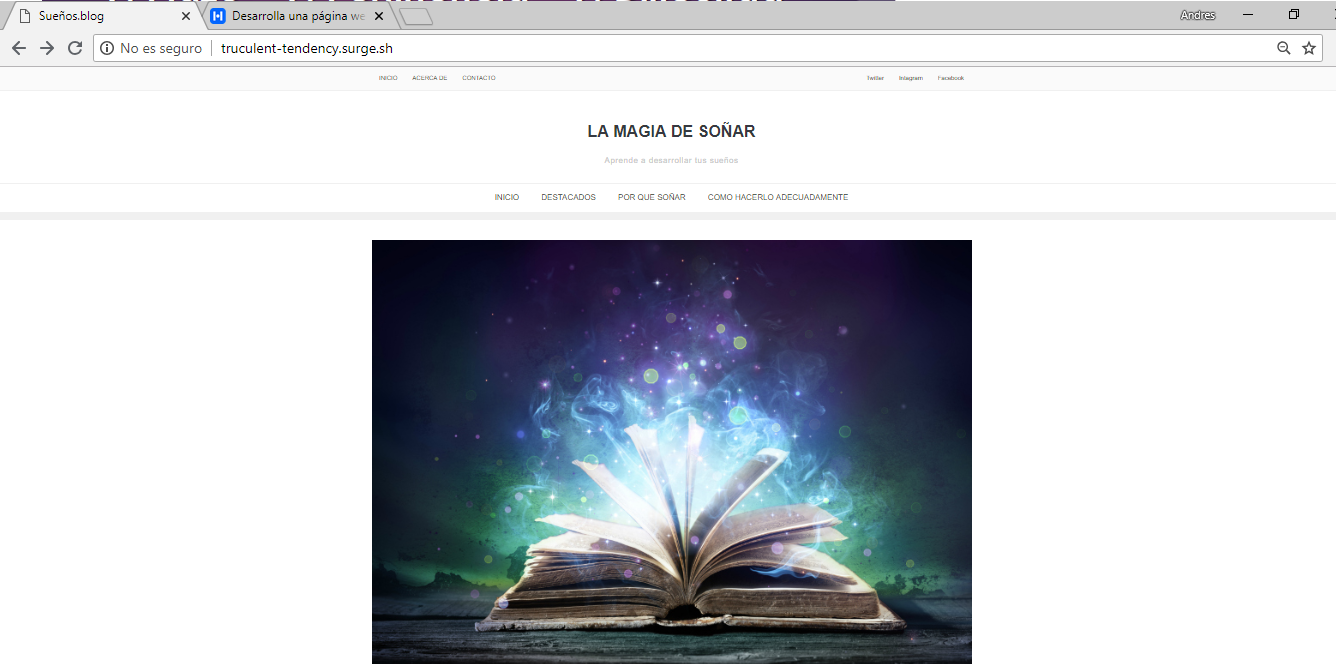 Sueños.blog
Desarrolla una página we
Andres
No es seguro truculent-tendency.surge.sh
INICIO ACERCA DE CONTACTO Twitter Intagram Facebook
LA MAGIA DE SOÑAR
Aprende a desarrollar tus sueños
INICIO DESTACADOS POR QUE SOÑAR COMO HACERLO ADECUADAMENTE